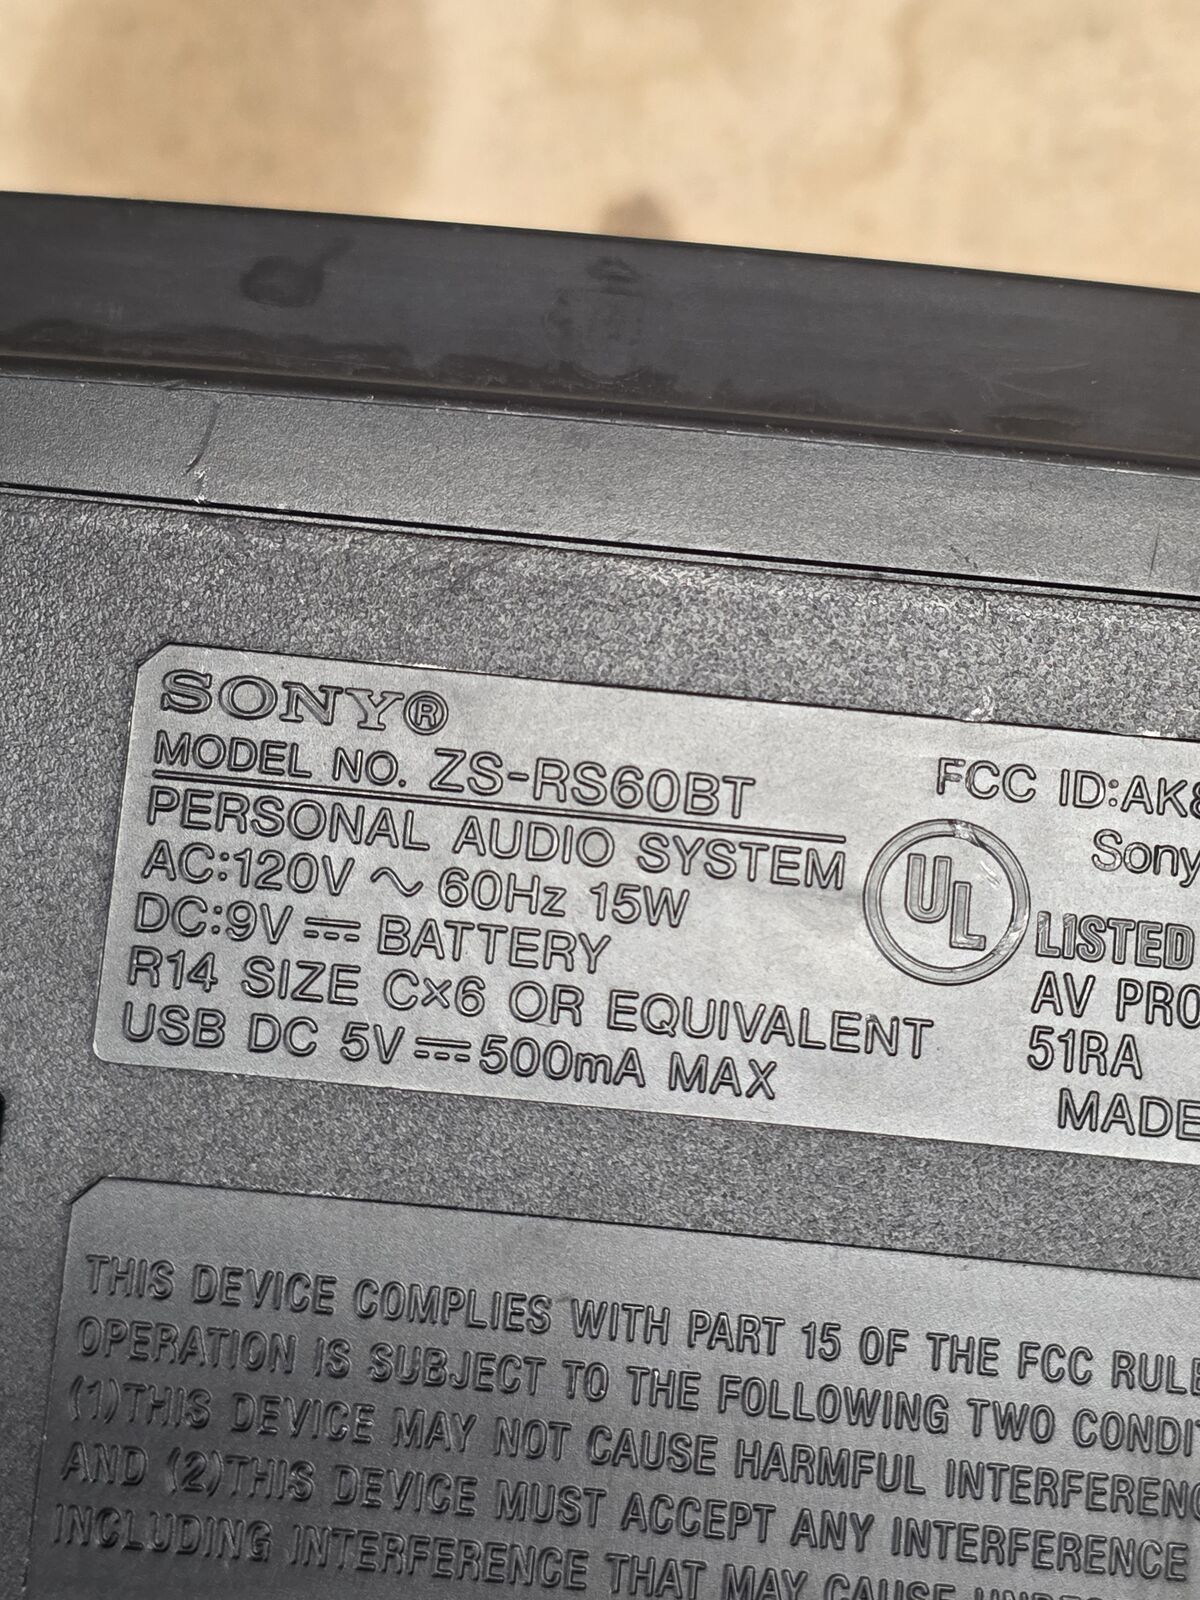 SONY®
MODEL NO. ZS-RS60BT
PERSONAL AUDIO SYSTEM
AC:120V ~ 60Hz 15W
DC:9V ⎓ BATTERY
R14 SIZE C×6 OR EQUIVALENT
USB DC 5V ⎓ 500mA MAX
FCC ID:AK8
Sony
UL
LISTED
AV PRO
51RA
MADE
THIS DEVICE COMPLIES WITH PART 15 OF THE FCC RULE
OPERATION IS SUBJECT TO THE FOLLOWING TWO CONDIT
(1)THIS DEVICE MAY NOT CAUSE HARMFUL INTERFERENC
AND (2)THIS DEVICE MUST ACCEPT ANY INTERFERENCE
INCLUDING INTERFERENCE THAT MAY CAUSE